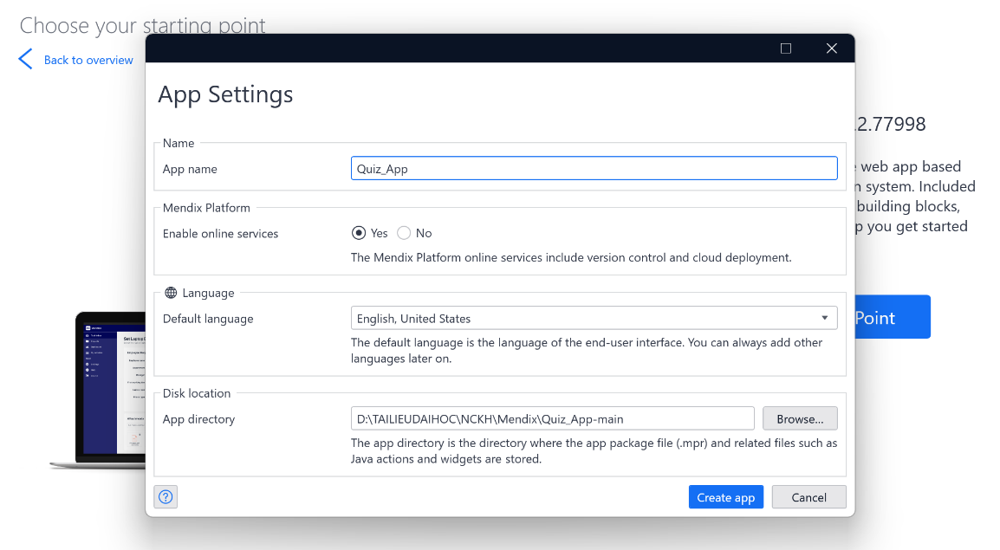 Choose your starting point
Back to overview
App Settings
Name
App name
Quiz_App
Mendix Platform
Enable online services
Yes
No
The Mendix Platform online services include version control and cloud deployment.
Language
Default language
English, United States
The default language is the language of the end-user interface. You can always add other
languages later on.
Disk location
App directory
D:\TAILIEUDAIHOC\NCKH\Mendix\Quiz_App-main
Browse...
The app directory is the directory where the app package file (.mpr) and related files such as
Java actions and widgets are stored.
?
Create app
Cancel
.2.77998
web app based
system. Included
building blocks,
you get started
Point